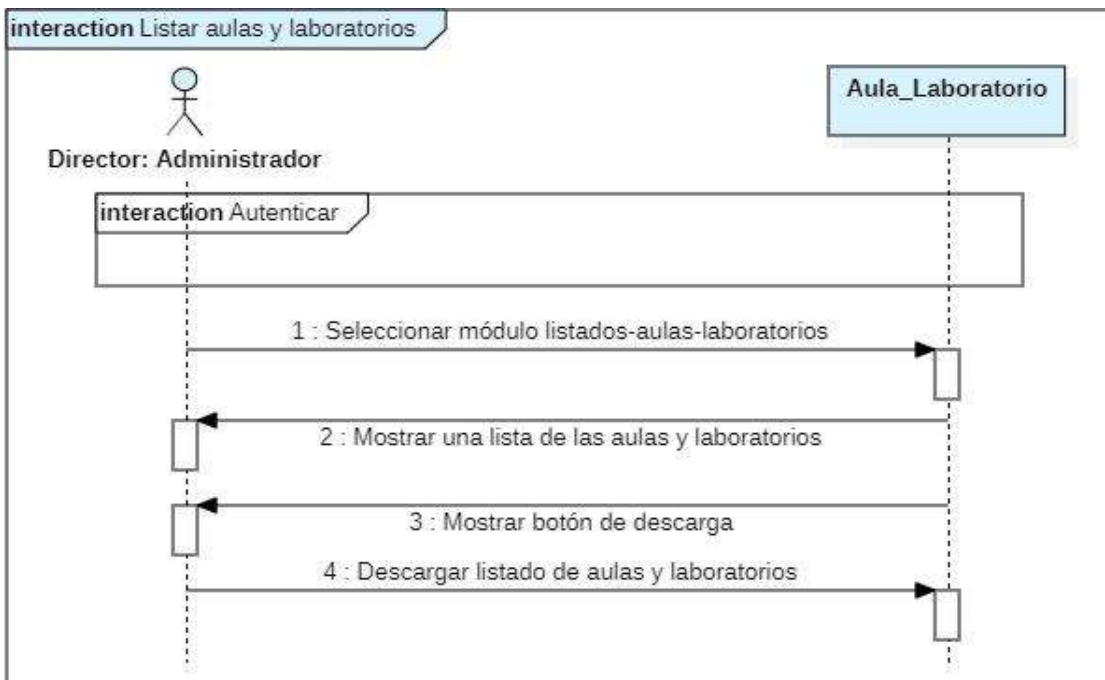 interaction Listar aulas y laboratorios
Aula_Laboratorio
Director: Administrador
interaction Autenticar
1 : Seleccionar módulo listados-aulas-laboratorios
2 : Mostrar una lista de las aulas y laboratorios
3 : Mostrar botón de descarga
4 : Descargar listado de aulas y laboratorios